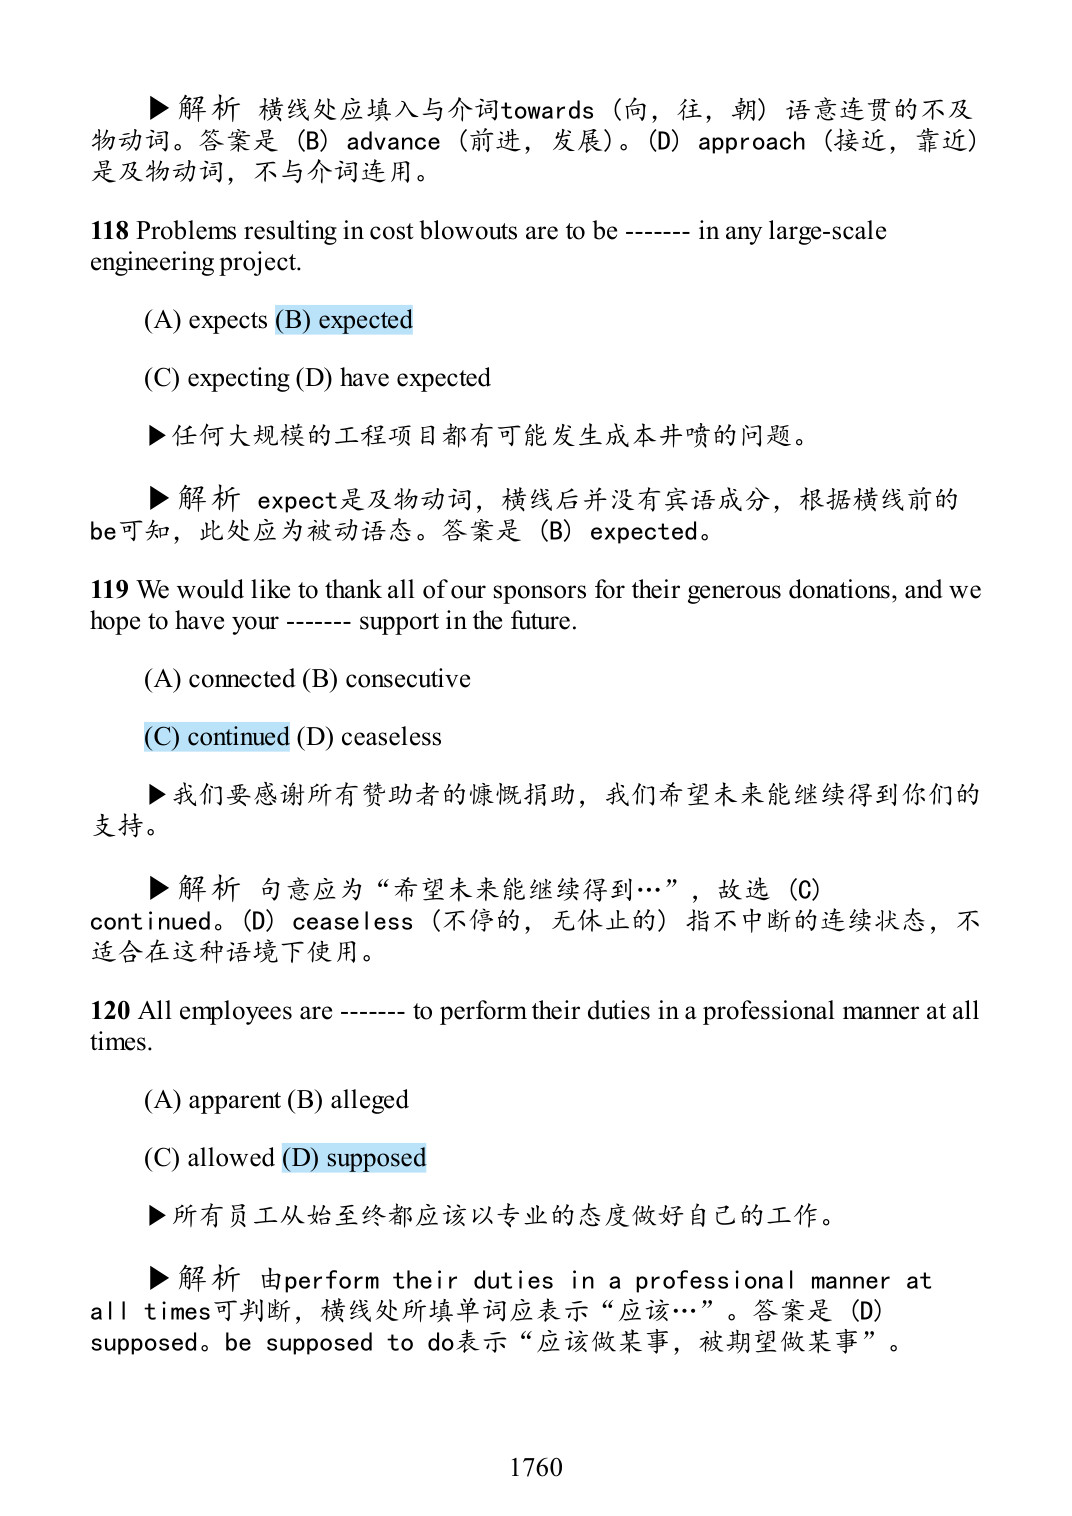 ▶解析 横线处应填入与介词towards (向, 往, 朝) 语意连贯的不及
物动词。答案是 (B) advance (前进, 发展)。(D) approach (接近, 靠近)
是及物动词, 不与介词连用。
118 Problems resulting in cost blowouts are to be ------- in any large-scale
engineering project.
(A) expects (B) expected
(C) expecting (D) have expected
▶任何大规模的工程项目都有可能发生成本井喷的问题。
▶解析 expect是及物动词, 横线后并没有宾语成分, 根据横线前的
be可知, 此处应为被动语态。答案是 (B) expected。
119 We would like to thank all of our sponsors for their generous donations, and we
hope to have your ------- support in the future.
(A) connected (B) consecutive
(C) continued (D) ceaseless
▶我们要感谢所有赞助者的慷慨捐助, 我们希望未来能继续得到你们的
支持。
▶解析 句意应为“希望未来能继续得到…”, 故选 (C)
continued。(D) ceaseless (不停的, 无休止的) 指不中断的连续状态, 不
适合在这种语境下使用。
120 All employees are ------- to perform their duties in a professional manner at all
times.
(A) apparent (B) alleged
(C) allowed (D) supposed
▶所有员工从始至终都应该以专业的态度做好自己的工作。
▶解析 由perform their duties in a professional manner at
all times可判断, 横线处所填单词应表示“应该…”。答案是 (D)
supposed。be supposed to do表示“应该做某事, 被期望做某事”。
1760